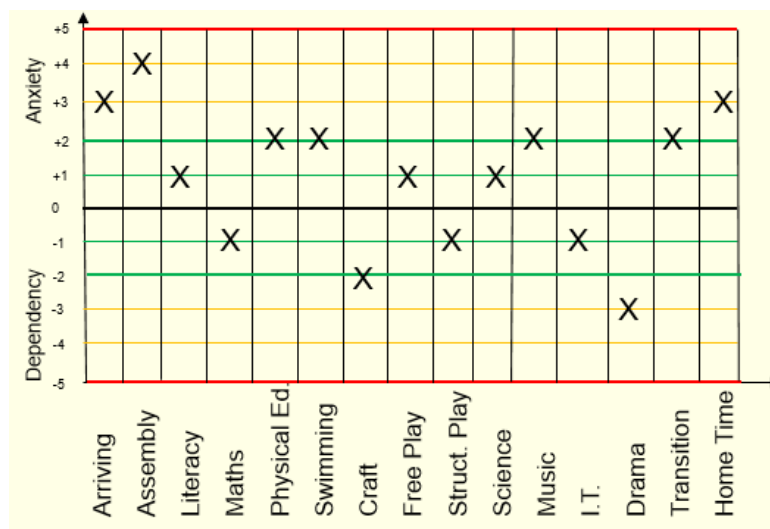 +5
+4
+3
+2
+1
0
-1
-2
-3
-4
-5
Anxiety
Dependency
X X X X X X X X X X X X X X X
Arriving
Assembly
Literacy
Maths
Physical Ed.
Swimming
Craft
Free Play
Struct. Play
Science
Music
I.T.
Drama
Transition
Home Time